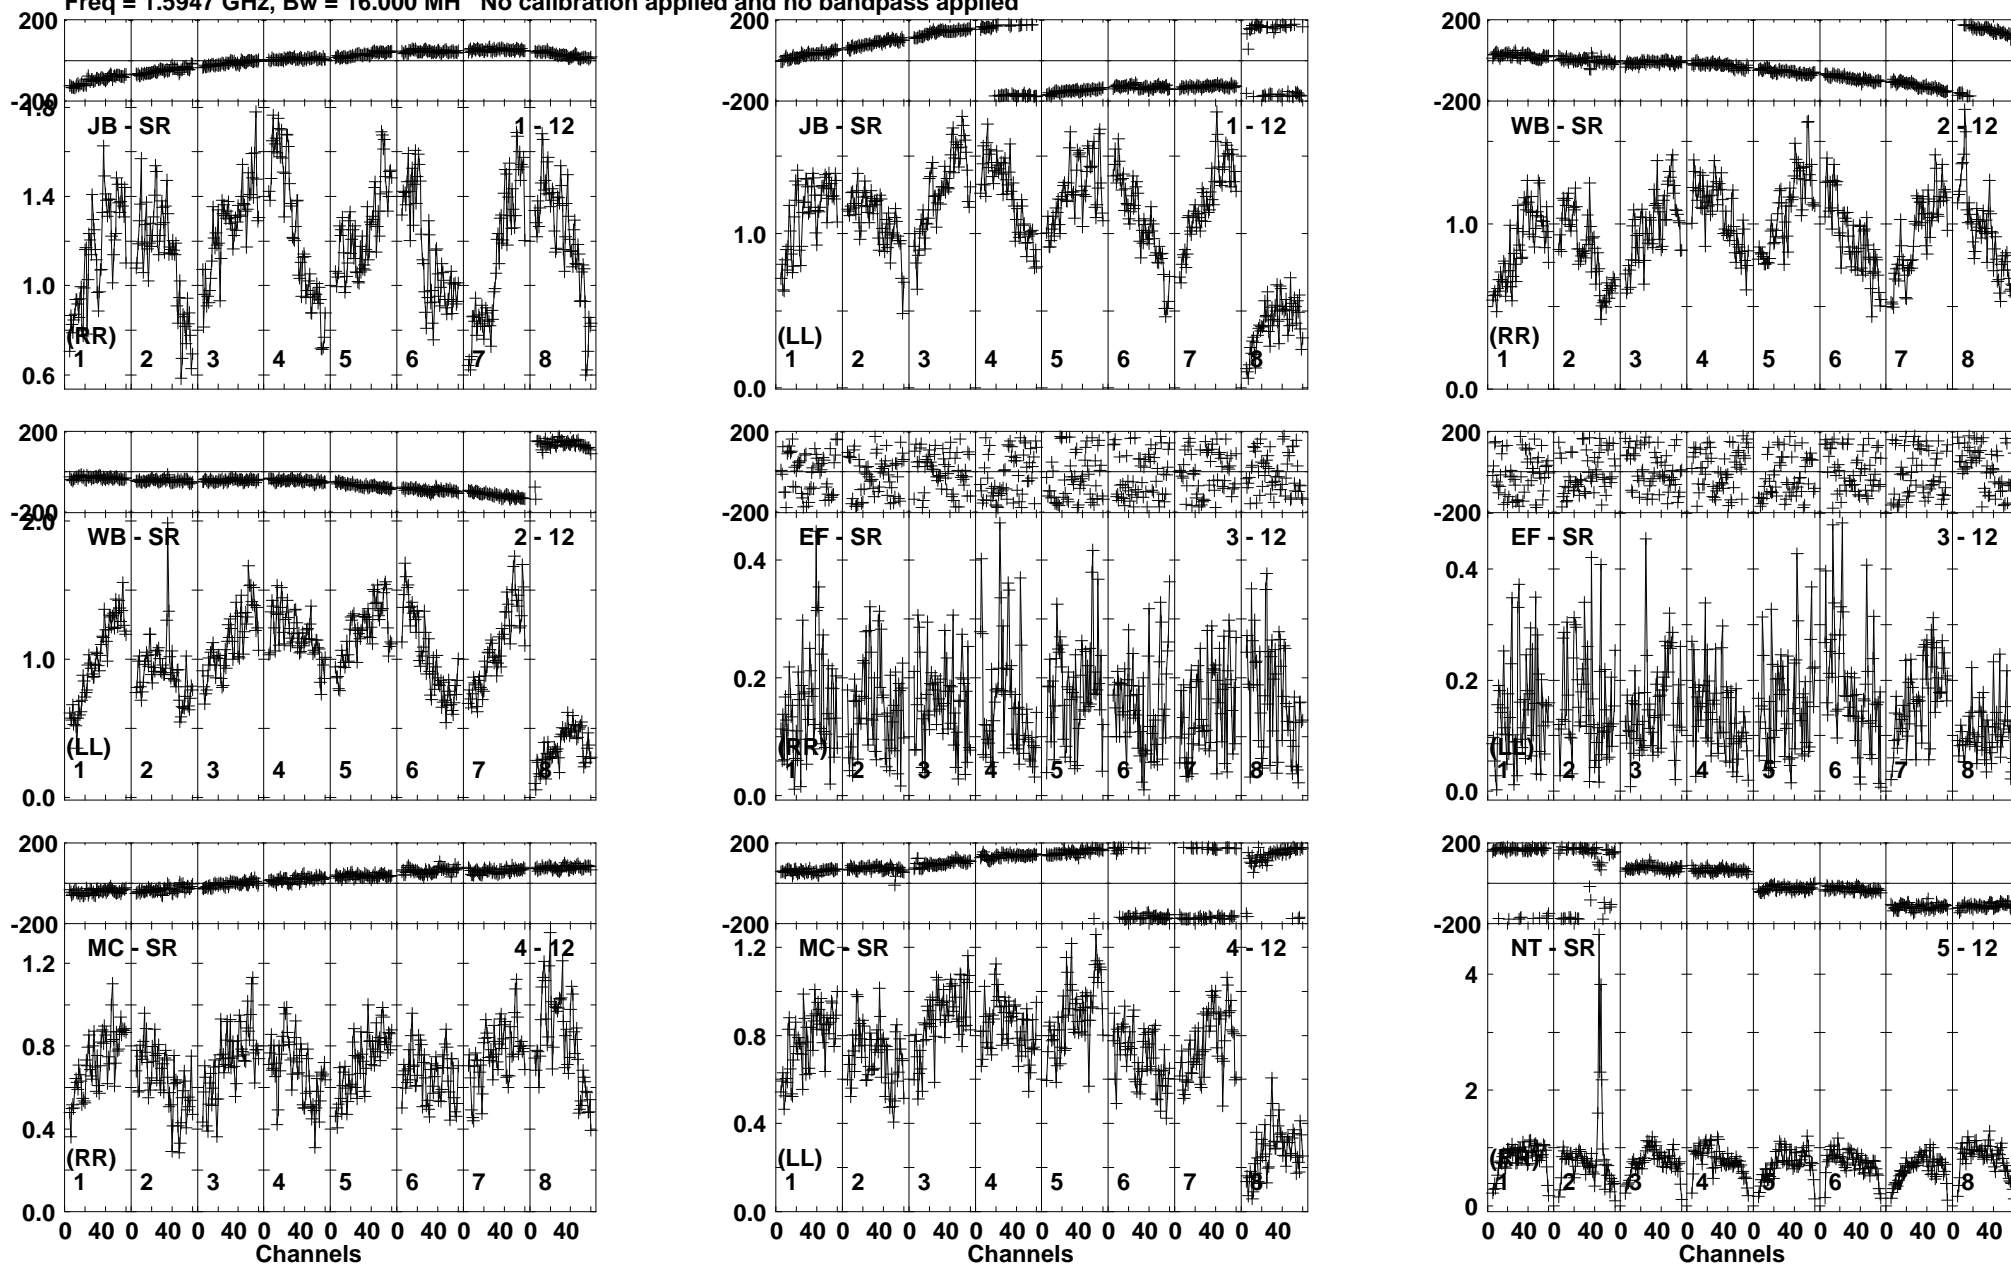 Freq = 1.5947 GHz, Bw = 16.000 MH No calibration applied and no bandpass applied
200 200 200
-200 -200 -200
1.8
JB - SR 1 - 12 JB - SR 1 - 12 WB - SR 2 - 12
1.4
1.0 1.0 1.0
(RR) (LL) (RR)
1 2 3 4 5 6 7 8 1 2 3 4 5 6 7 8 1 2 3 4 5 6 7 8
0.6 0.0 0.0
200 200 200
-200 -200 -200
2.0
WB - SR 2 - 12 EF - SR 3 - 12 EF - SR 3 - 12
0.4 0.4
1.0 0.2 0.2
(LL) (RR) (LL)
1 2 3 4 5 6 7 8 1 2 3 4 5 6 7 8 1 2 3 4 5 6 7 8
0.0 0.0 0.0
200 200 200
-200 -200 -200
MC - SR 4 - 12 MC - SR 4 - 12 NT - SR 5 - 12
1.2 1.2 4
0.8 0.8 2
0.4 0.4
(RR) (LL) (RR)
1 2 3 4 5 6 7 8 1 2 3 4 5 6 7 8 1 2 3 4 5 6 7 8
0.0 0.0 0
0 40 0 40 0 40 0 40 0 40 0 40 0 40 0 40 0 40 0 40 0 40 0 40 0 40 0 40 0 40 0 40 0 40 0 40 0 40 0 40 0 40 0 40 0 40 0 40
Channels Channels Channels